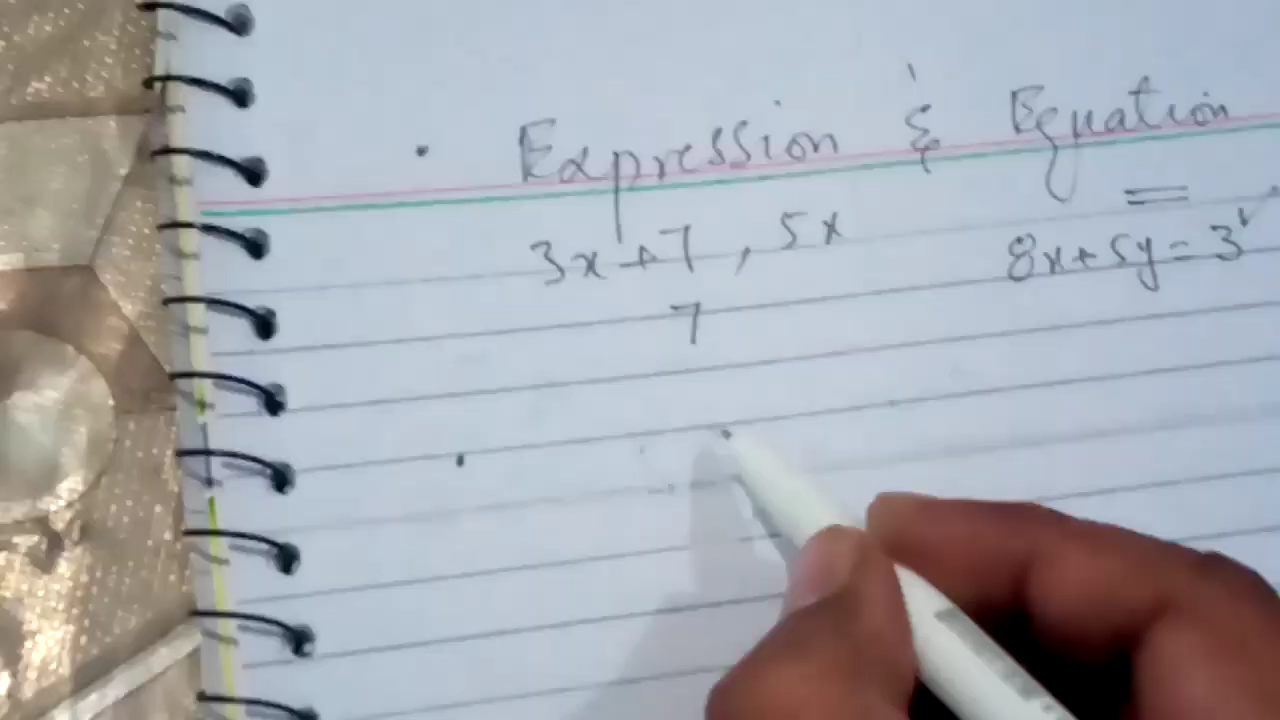 Expression & Equation
3x+7, 5x
=
8x+5y=3
7